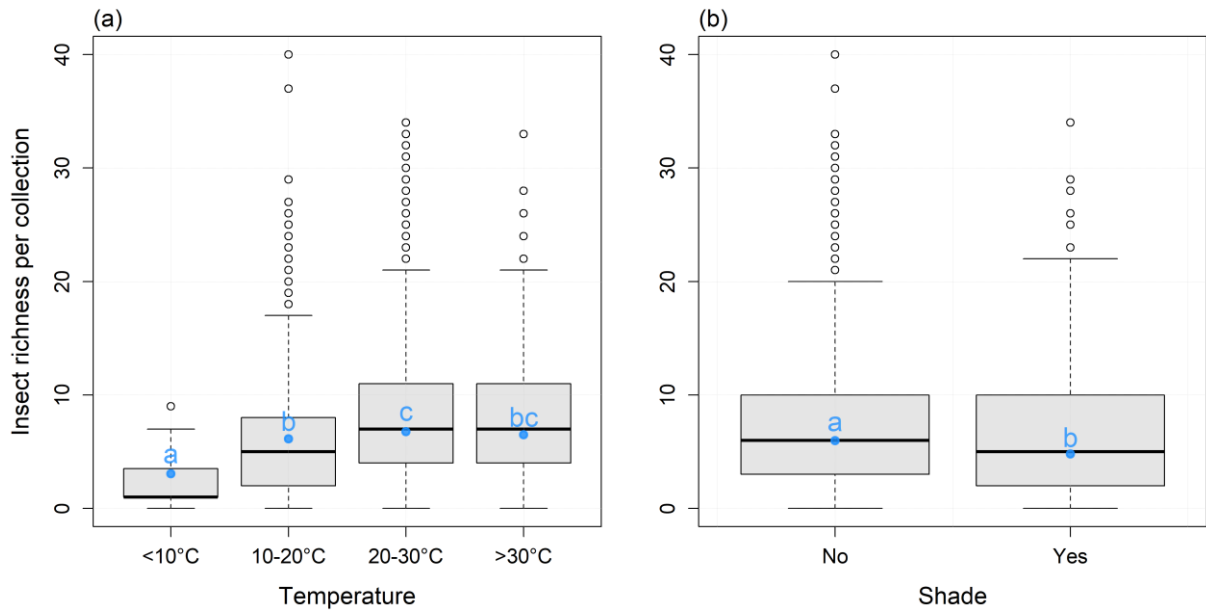 (a)
Insect richness per collection
40
30
20
10
0
a
b
c
bc
<10°C
10-20°C
20-30°C
>30°C
Temperature
(b)
40
30
20
10
0
a
b
No
Yes
Shade